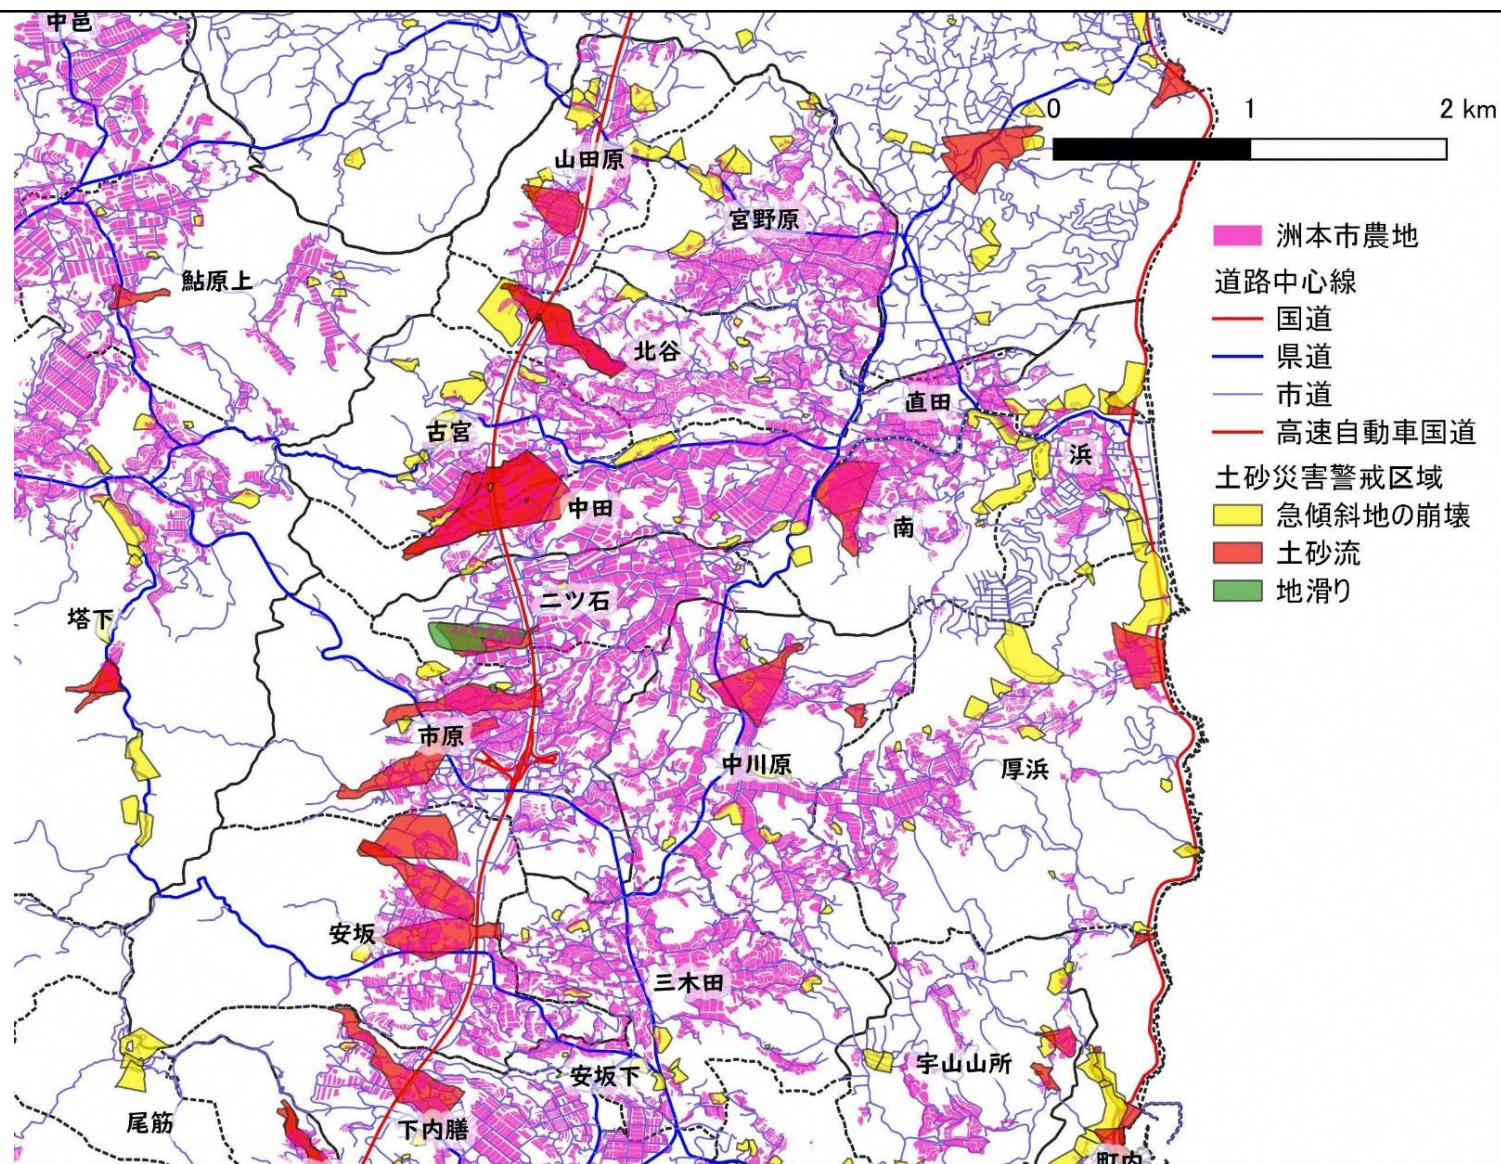 中邑
0
1
2 km
山田原
宮野原
洲本市農地
鮎原上
道路中心線
国道
北谷
県道
市道
直田
古宮
高速自動車国道
浜
土砂災害警戒区域
中田
南
急傾斜地の崩壊
土砂流
二ツ石
地滑り
塔下
市原
中川原
厚浜
安坂
三木田
宇山山所
安坂下
尾筋
下内膳
町内